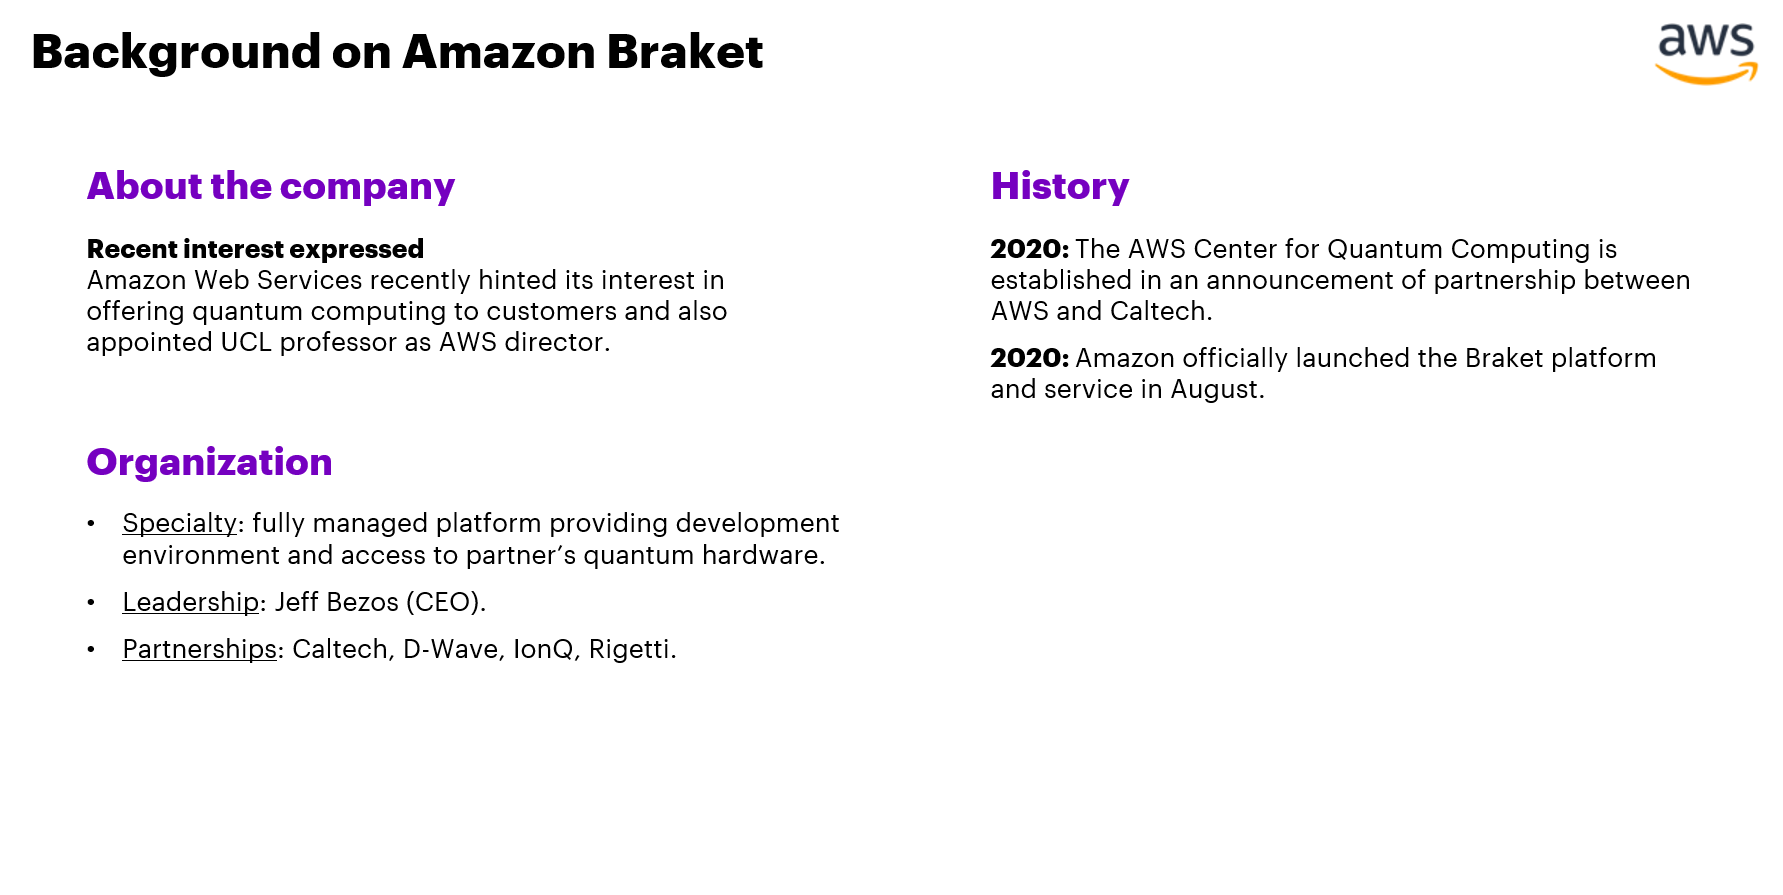 Background on Amazon Braket
aws
About the company
Recent interest expressed
Amazon Web Services recently hinted its interest in
offering quantum computing to customers and also
appointed UCL professor as AWS director.
Organization
• Specialty: fully managed platform providing development
environment and access to partner’s quantum hardware.
• Leadership: Jeff Bezos (CEO).
• Partnerships: Caltech, D-Wave, IonQ, Rigetti.
History
2020: The AWS Center for Quantum Computing is
established in an announcement of partnership between
AWS and Caltech.
2020: Amazon officially launched the Braket platform
and service in August.